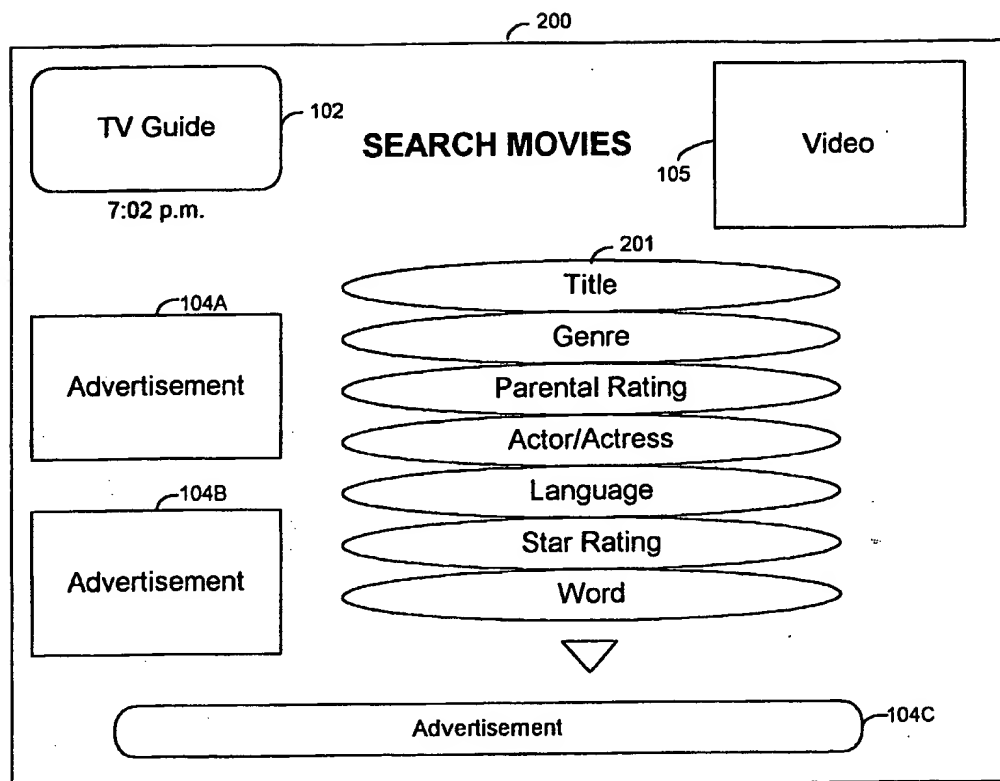 200
TV Guide
102
SEARCH MOVIES
105
Video
7:02 p.m.
201
Title
104A
Genre
Advertisement
Parental Rating
Actor/Actress
104B
Language
Star Rating
Advertisement
Word
Advertisement
104C